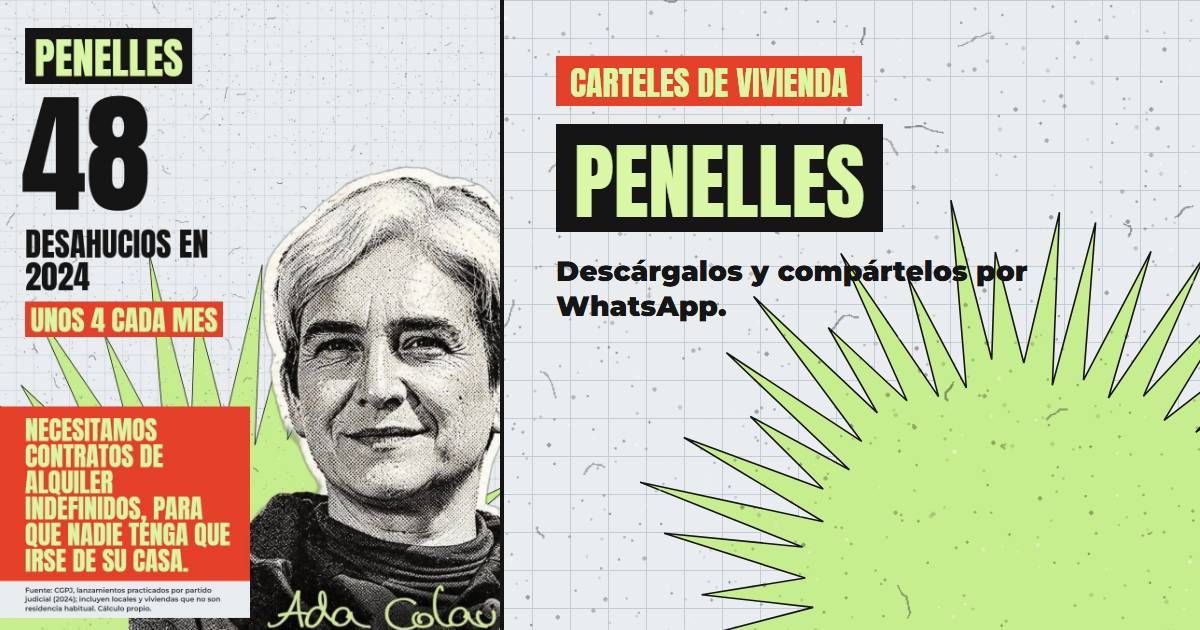 PENELLES
48
DESAHUCIOS EN
2024
UNOS 4 CADA MES
NECESITAMOS
CONTRATOS DE
ALQUILER
INDEFINIDOS, PARA
QUE NADIE TENGA QUE
IRSE DE SU CASA.
Fuente: CGPJ, lanzamientos practicados por partido
judicial (2024); incluyen locales y viviendas que no son
residencia habitual. Cálculo propio.
Ada Colau
CARTELES DE VIVIENDA
PENELLES
Descárgalos y compártelos por
WhatsApp.